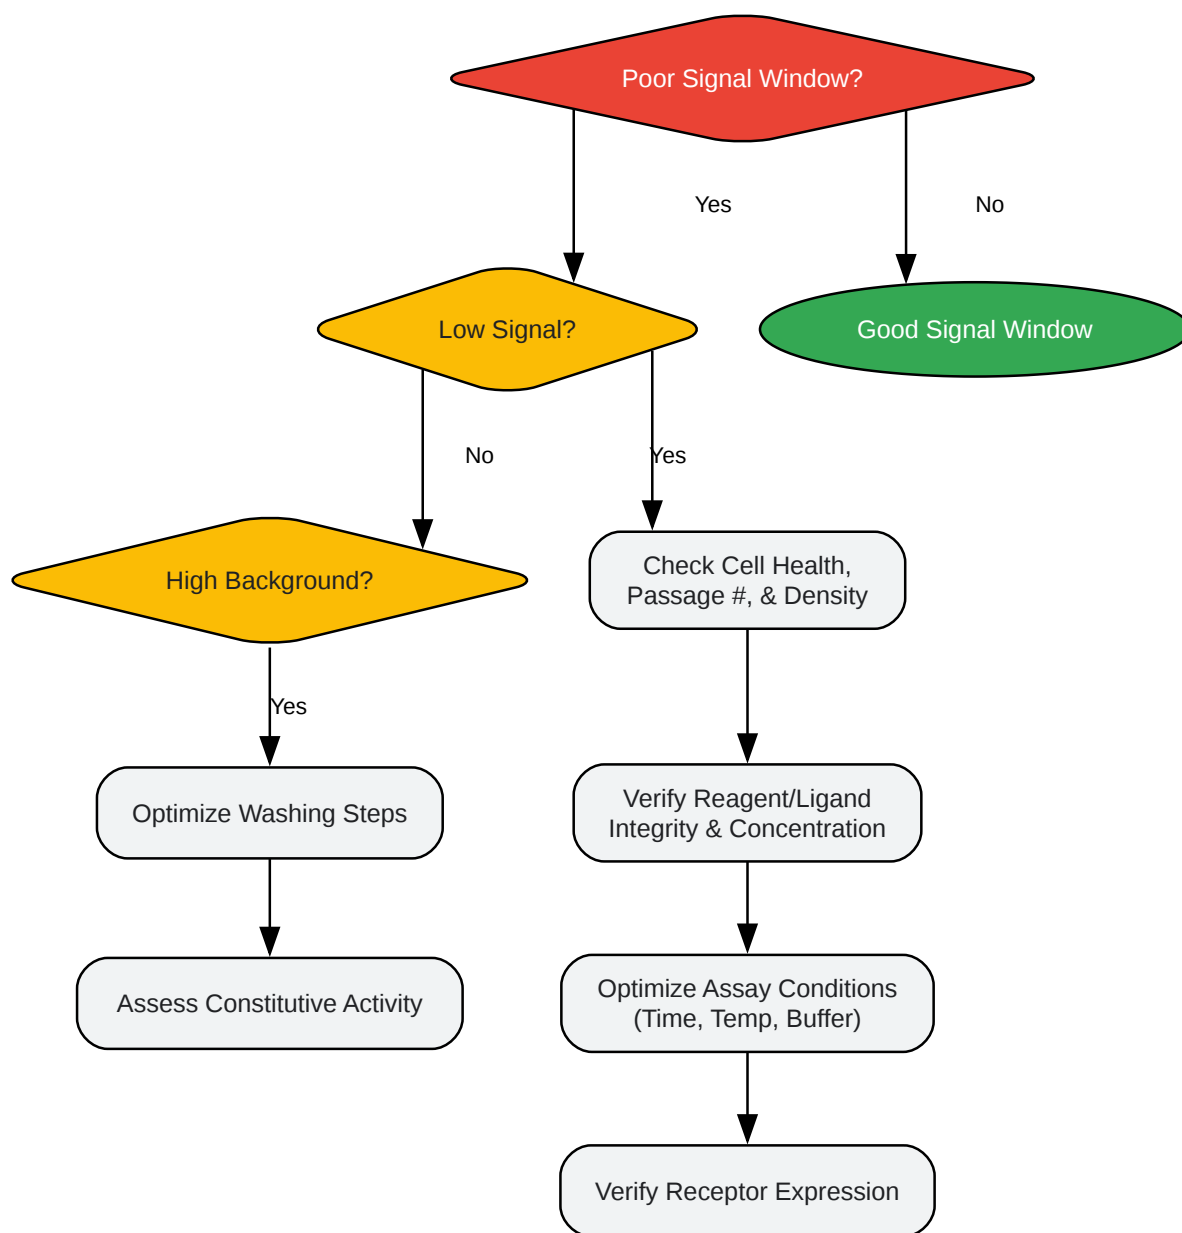 Poor Signal Window?
Yes
No
Low Signal?
Good Signal Window
No
Yes
High Background?
Check Cell Health,
Passage #, & Density
Yes
Optimize Washing Steps
Verify Reagent/Ligand
Integrity & Concentration
Assess Constitutive Activity
Optimize Assay Conditions
(Time, Temp, Buffer)
Verify Receptor Expression